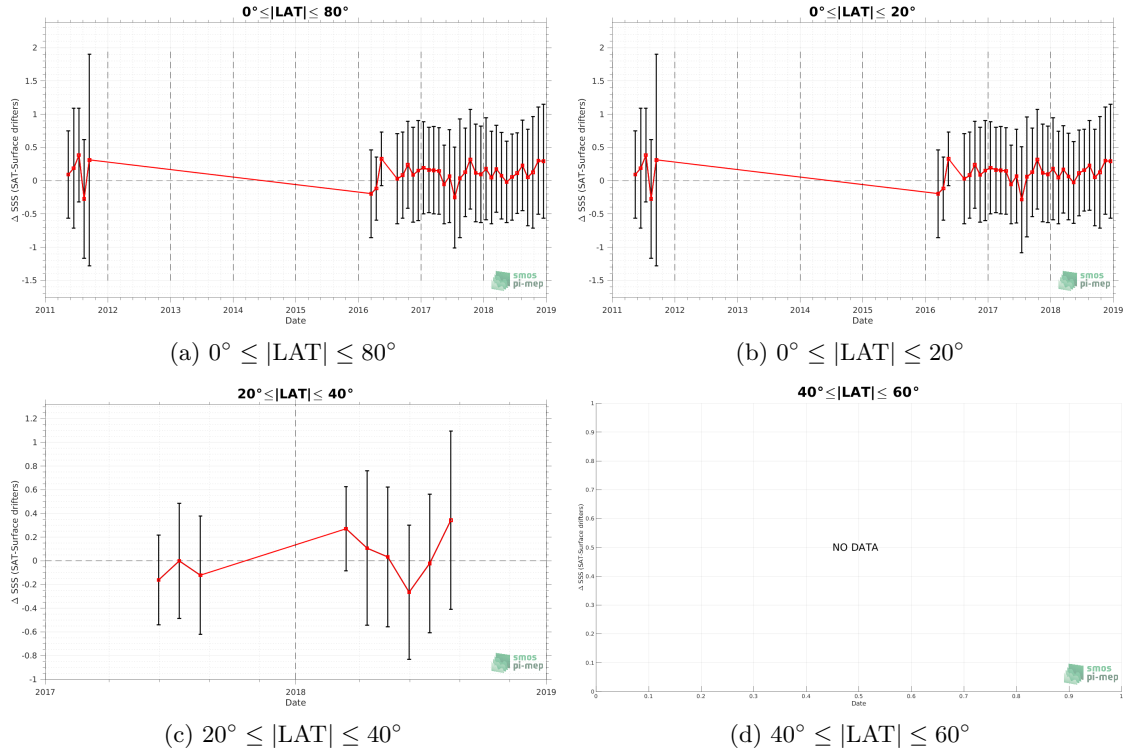 0°≤|LAT|≤ 80°
Δ SSS (SAT-Surface drifters)
2
1.5
1
0.5
0
-0.5
-1
-1.5
smos
pi-mep
2011 2012 2013 2014 2015 2016 2017 2018 2019
Date
(a) 0° ≤ |LAT| ≤ 80°
0°≤|LAT|≤ 20°
Δ SSS (SAT-Surface drifters)
2
1.5
1
0.5
0
-0.5
-1
-1.5
smos
pi-mep
2011 2012 2013 2014 2015 2016 2017 2018 2019
Date
(b) 0° ≤ |LAT| ≤ 20°
20°≤|LAT|≤ 40°
Δ SSS (SAT-Surface drifters)
1.2
1
0.8
0.6
0.4
0.2
0
-0.2
-0.4
-0.6
-0.8
-1
smos
pi-mep
2017 2018 2019
Date
(c) 20° ≤ |LAT| ≤ 40°
40°≤|LAT|≤ 60°
Δ SSS (SAT-Surface drifters)
1
0.9
0.8
0.7
0.6
0.5
0.4
0.3
0.2
0.1
0
NO DATA
smos
pi-mep
0 0.1 0.2 0.3 0.4 0.5 0.6 0.7 0.8 0.9 1
Date
(d) 40° ≤ |LAT| ≤ 60°